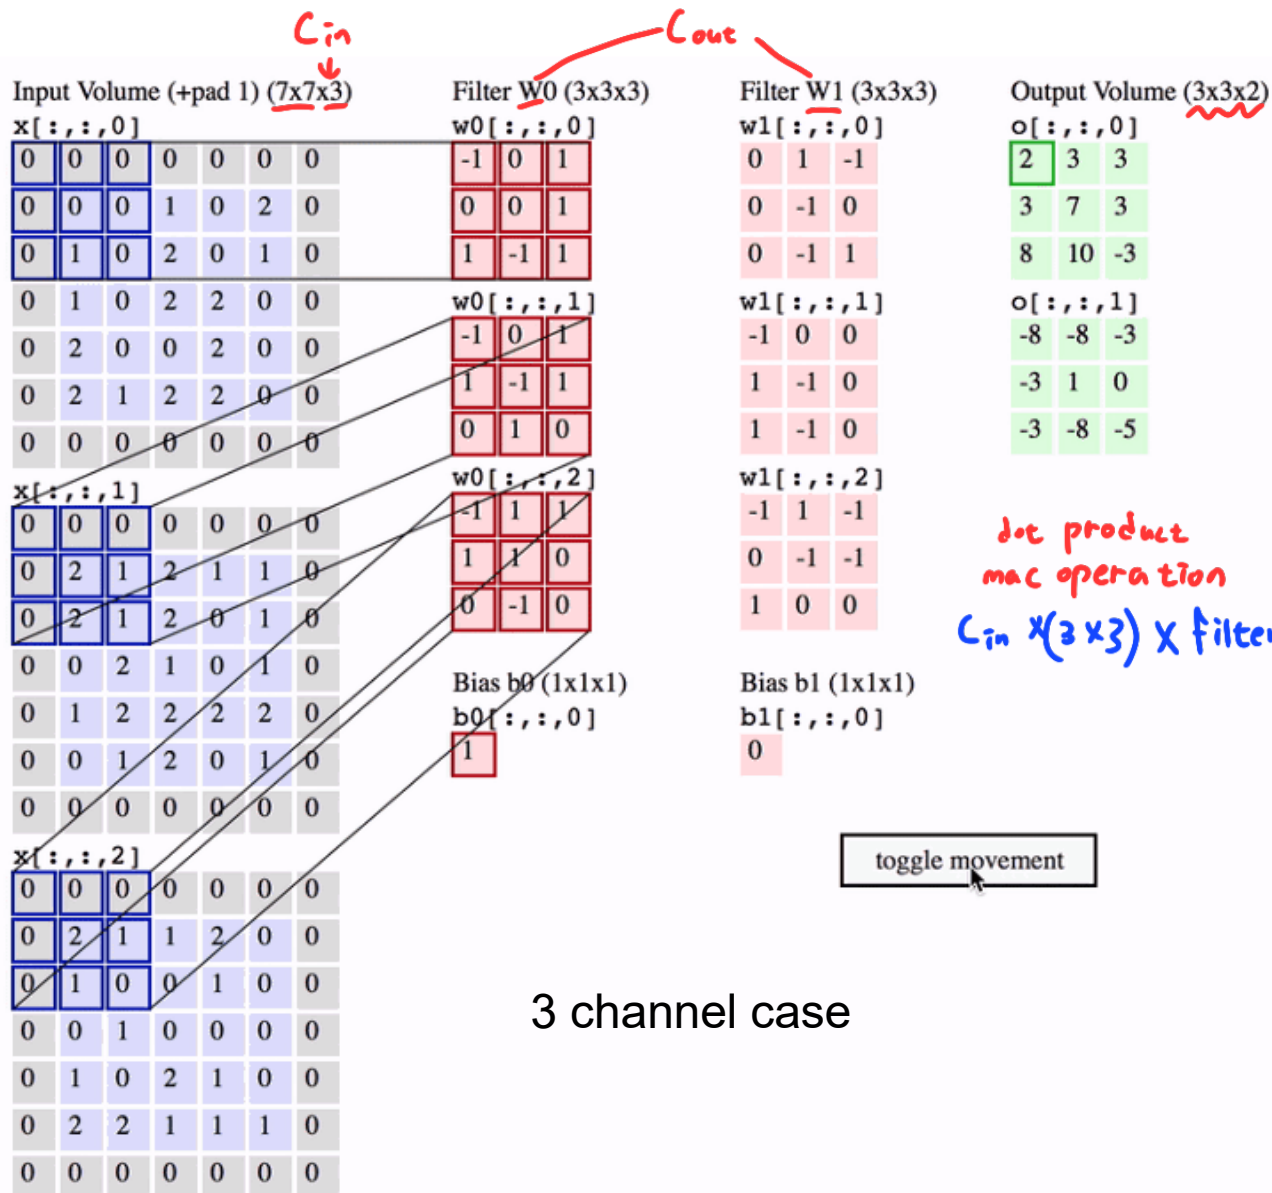 Cin
Cout
Input Volume (+pad 1) (7x7x3)
x[:,:,0]
0 0 0 0 0 0 0
0 0 0 1 0 2 0
0 1 0 2 0 1 0
0 1 0 2 2 0 0
0 2 0 0 2 0 0
0 2 1 2 2 0 0
0 0 0 0 0 0 0
x[:,:,1]
0 0 0 0 0 0 0
0 2 1 2 1 1 0
0 2 1 2 0 1 0
0 0 2 1 0 1 0
0 1 2 2 2 2 0
0 0 1 2 0 1 0
0 0 0 0 0 0 0
x[:,:,2]
0 0 0 0 0 0 0
0 2 1 1 2 0 0
0 1 0 0 1 0 0
0 0 1 0 0 0 0
0 1 0 2 1 0 0
0 2 2 1 1 1 0
0 0 0 0 0 0 0
Filter W0 (3x3x3)
w0[:,:,0]
-1 0 1
0 0 1
1 -1 1
w0[:,:,1]
-1 0 1
1 -1 1
0 1 0
w0[:,:,2]
-1 1 1
1 1 0
0 -1 0
Bias b0 (1x1x1)
b0[:,:,0]
1
Filter W1 (3x3x3)
w1[:,:,0]
0 1 -1
0 -1 0
0 -1 1
w1[:,:,1]
-1 0 0
1 -1 0
1 -1 0
w1[:,:,2]
-1 1 -1
0 -1 -1
1 0 0
Bias b1 (1x1x1)
b1[:,:,0]
0
Output Volume (3x3x2)
o[:,:,0]
2 3 3
3 7 3
8 10 -3
o[:,:,1]
-8 -8 -3
-3 1 0
-3 -8 -5
dot product
mac operation
Cin x(3x3) x filter
toggle movement
3 channel case